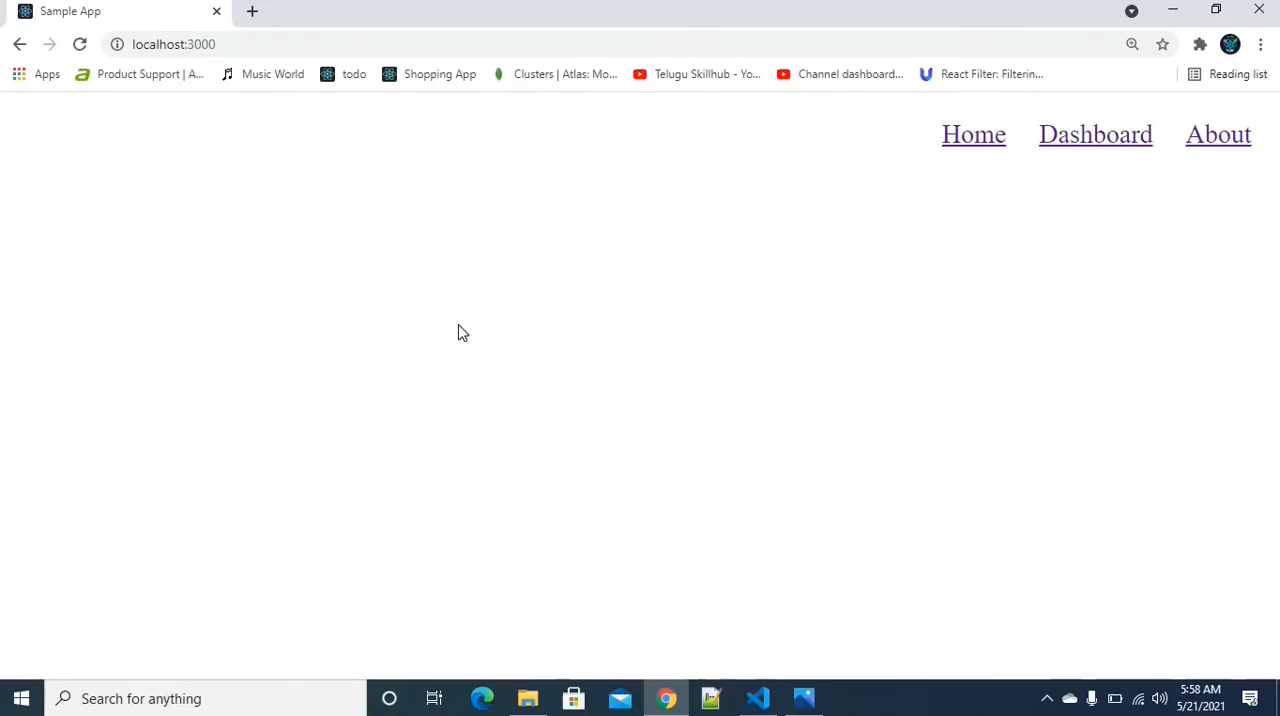 Sample App
localhost:3000
Apps Product Support | A... Music World todo Shopping App Clusters | Atlas: Mo... Telugu Skillhub - Yo... Channel dashboard... React Filter: Filterin... Reading list
Home Dashboard About
Search for anything
5:58 AM
5/21/2021